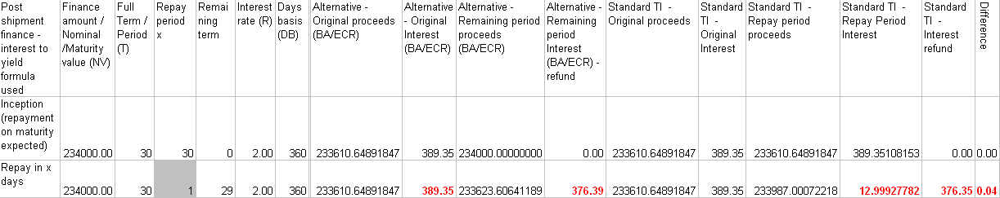 Post shipment finance - interest to yield formula used	Finance amount / Nominal /Maturity value (NV)	Full Term / Period (T)	Repay period x	Remai ning term	Interest rate (R)	Days basis (DB)	Alternative - Original proceeds (BA/ECR)	Alternative - Original Interest (BA/ECR)	Alternative - Remaining period proceeds (BA/ECR)	Alternative - Remaining period Interest (BA/ECR) - refund	Standard TI - Original proceeds	Standard TI - Original Interest	Standard TI - Repay period proceeds	Standard TI - Repay Period Interest	Standard TI - Interest refund	Difference
Inception (repayment on maturity expected)	234000.00	30	30	0	2.00	360	233610.64891847	389.35	234000.00000000	0.00	233610.64891847	389.35	233610.64891847	389.35108153	0.00	0.00
Repay in x days	234000.00	30	1	29	2.00	360	233610.64891847	389.35	233623.60641189	376.39	233610.64891847	389.35	233987.00072218	12.99927782	376.35	0.04